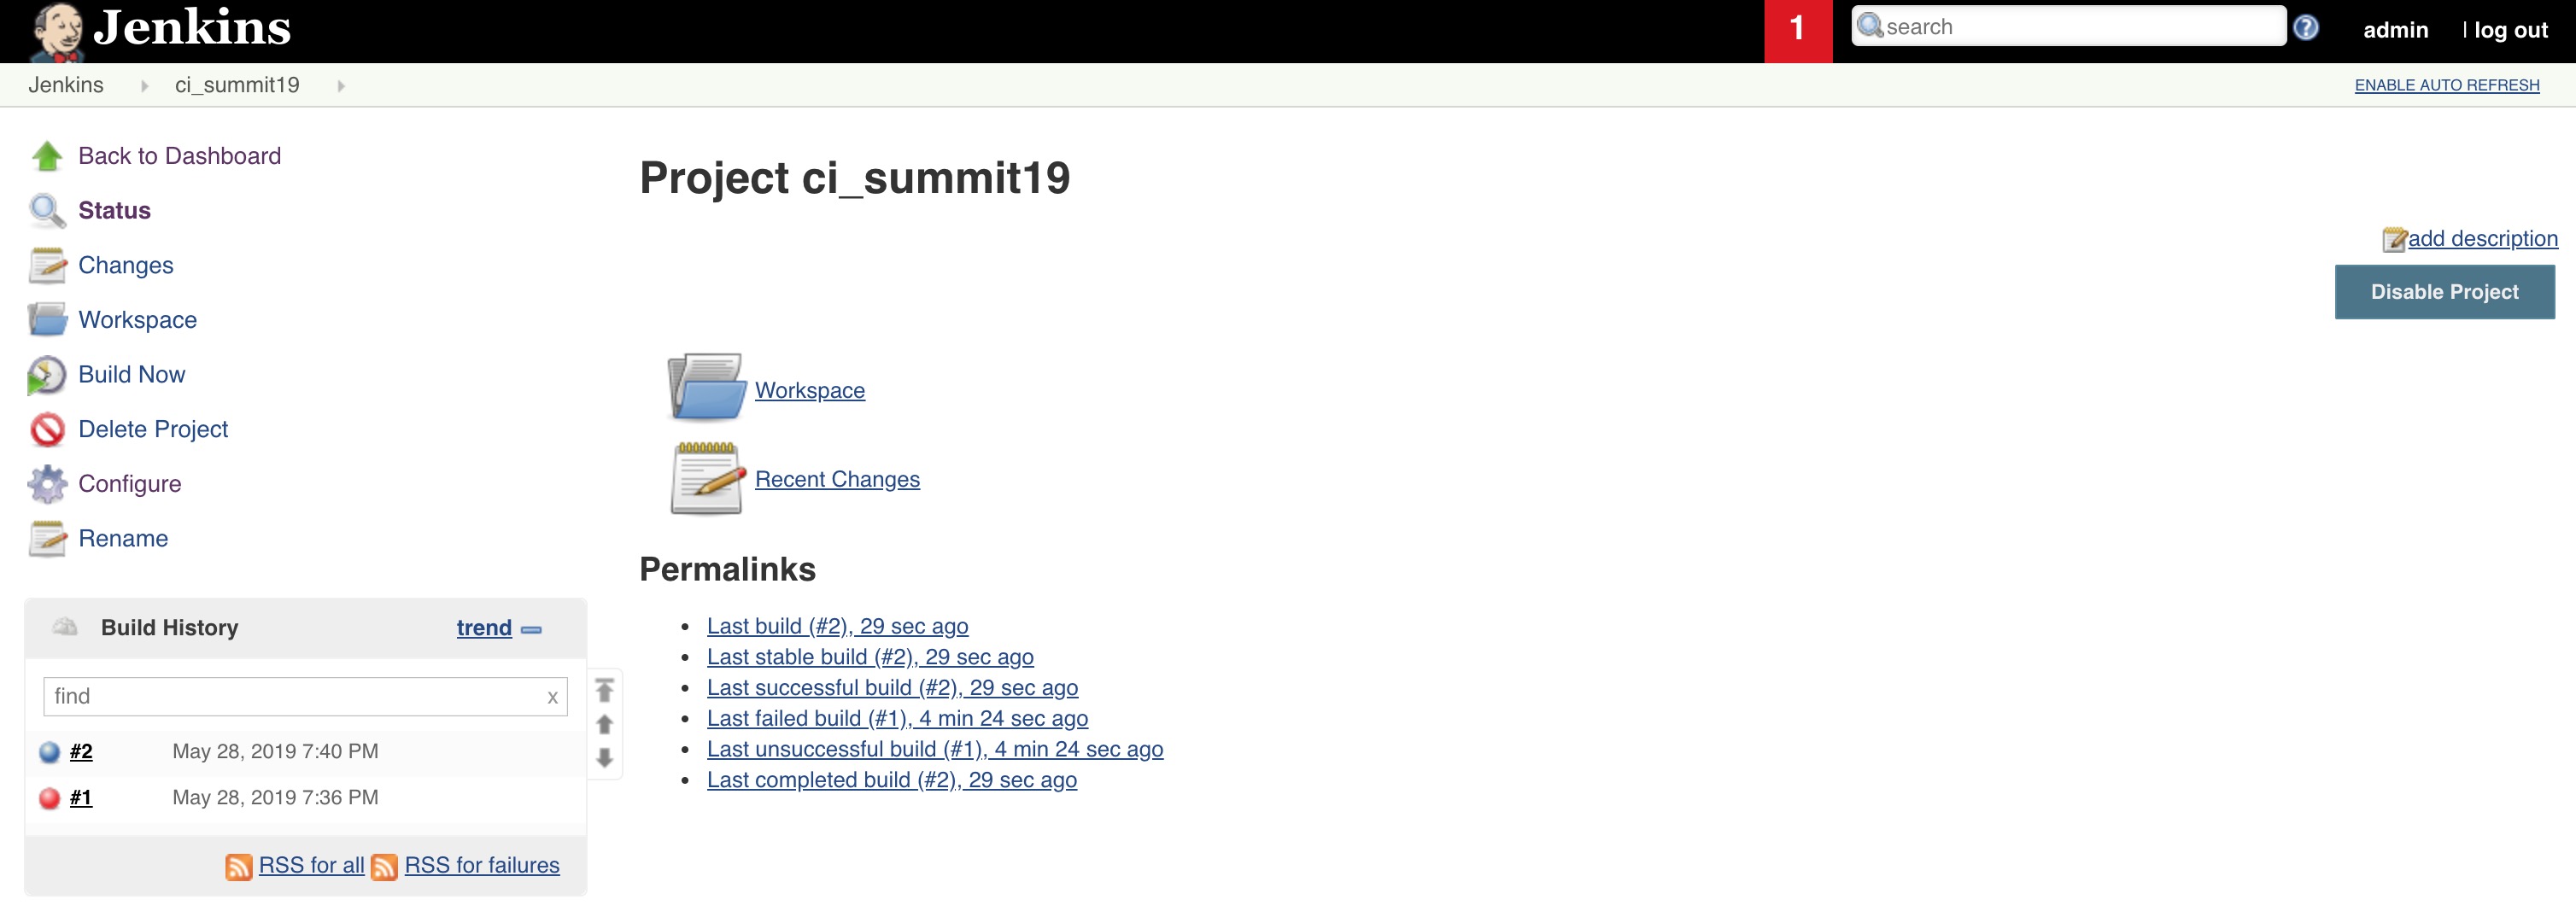 Jenkins
1
search
?
admin
| log out
Jenkins
ci_summit19
ENABLE AUTO REFRESH
Back to Dashboard
Status
Changes
Workspace
Build Now
Delete Project
Configure
Rename
Build History
trend
find
x
#2
May 28, 2019 7:40 PM
#1
May 28, 2019 7:36 PM
RSS for all
RSS for failures
Project ci_summit19
add description
Disable Project
Workspace
Recent Changes
Permalinks
Last build (#2), 29 sec ago
Last stable build (#2), 29 sec ago
Last successful build (#2), 29 sec ago
Last failed build (#1), 4 min 24 sec ago
Last unsuccessful build (#1), 4 min 24 sec ago
Last completed build (#2), 29 sec ago